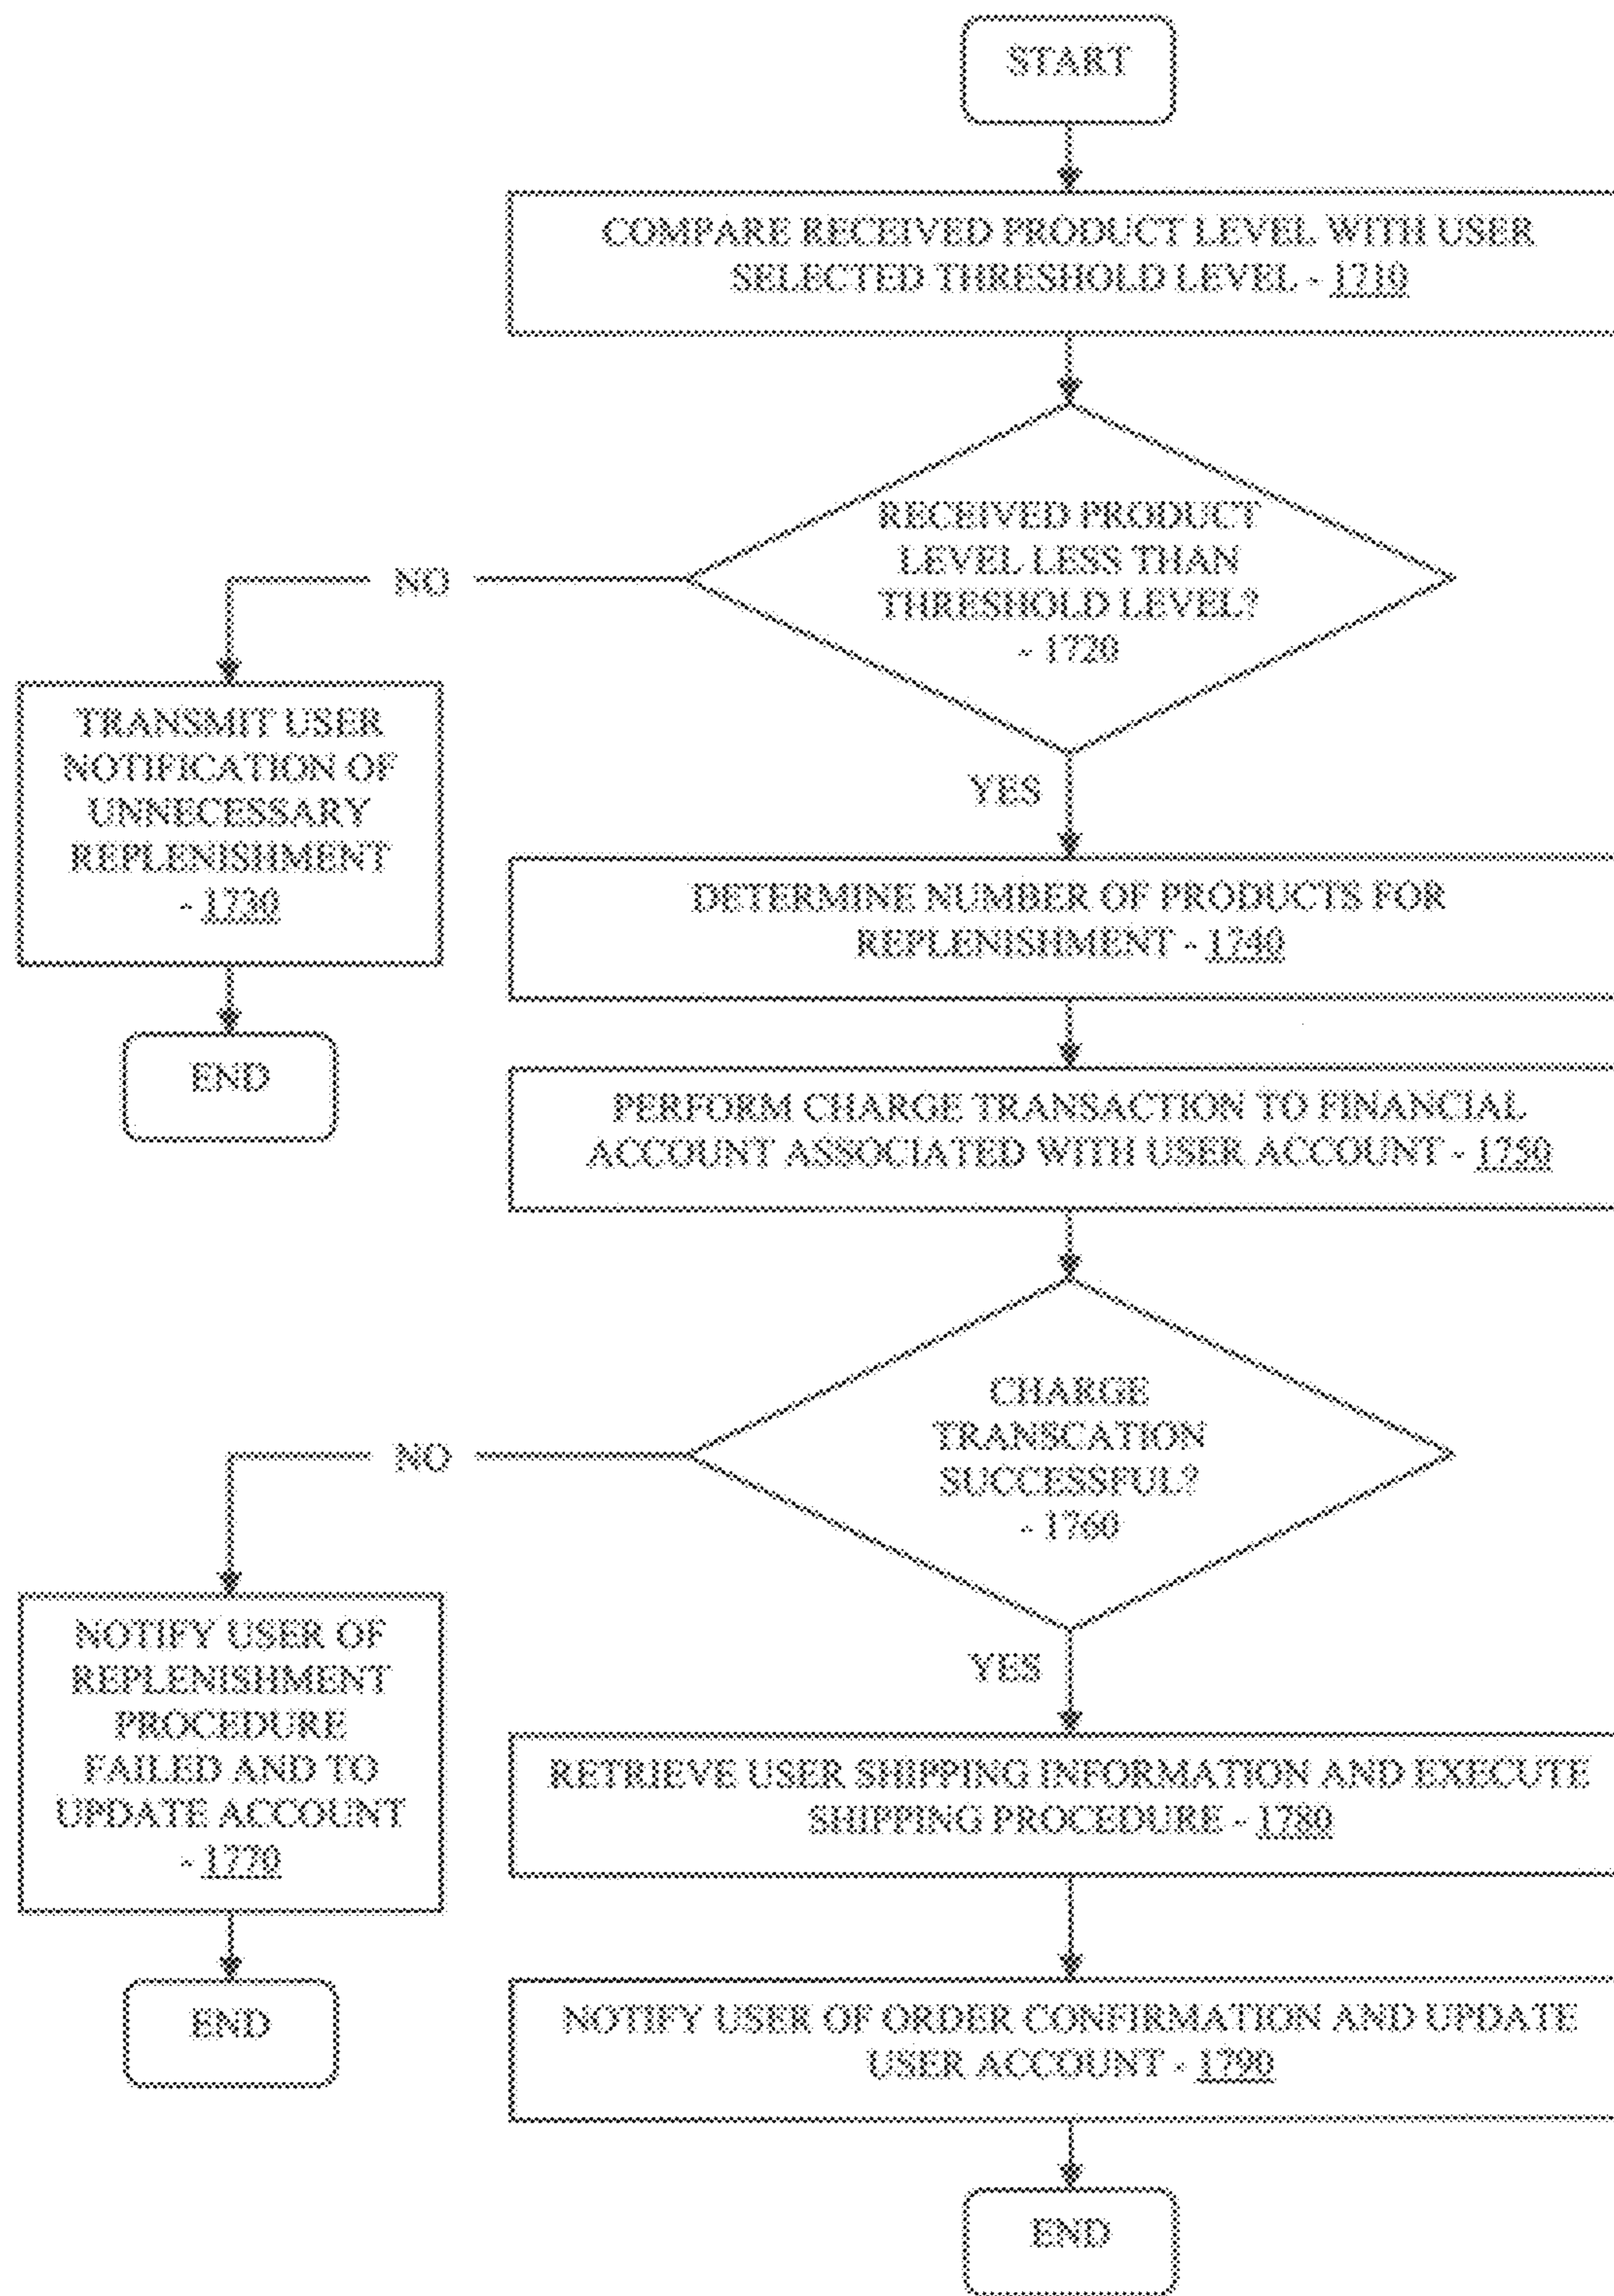 START
COMPARE RECEIVED PRODUCT LEVEL WITH USER
SELECTED THRESHOLD LEVEL - 1710
RECEIVED PRODUCT
LEVEL LESS THAN
THRESHOLD LEVEL?
- 1720
NO
TRANSMIT USER
NOTIFICATION OF
UNNECESSARY
REPLENISHMENT
- 1730
END
YES
DETERMINE NUMBER OF PRODUCTS FOR
REPLENISHMENT - 1740
PERFORM CHARGE TRANSACTION TO FINANCIAL
ACCOUNT ASSOCIATED WITH USER ACCOUNT - 1750
CHARGE
TRANSCATION
SUCCESSFUL?
- 1760
NO
NOTIFY USER OF
REPLENISHMENT
PROCEDURE
FAILED AND TO
UPDATE ACCOUNT
- 1770
END
YES
RETRIEVE USER SHIPPING INFORMATION AND EXECUTE
SHIPPING PROCEDURE - 1780
NOTIFY USER OF ORDER CONFIRMATION AND UPDATE
USER ACCOUNT - 1790
END